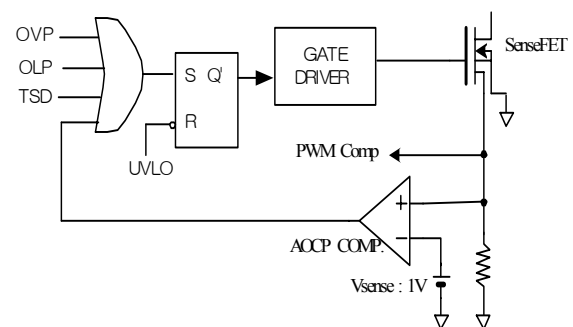 OVP
OLP
TSD
S Q'
R
UVLO
GATE
DRIVER
SenseFET
PWM Comp
+
−
AOCP COMP.
Vsense : 1V